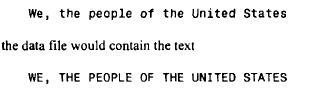 We, the people of the United States
the data file would contain the text
WE, THE PEOPLE OF THE UNITED STATES